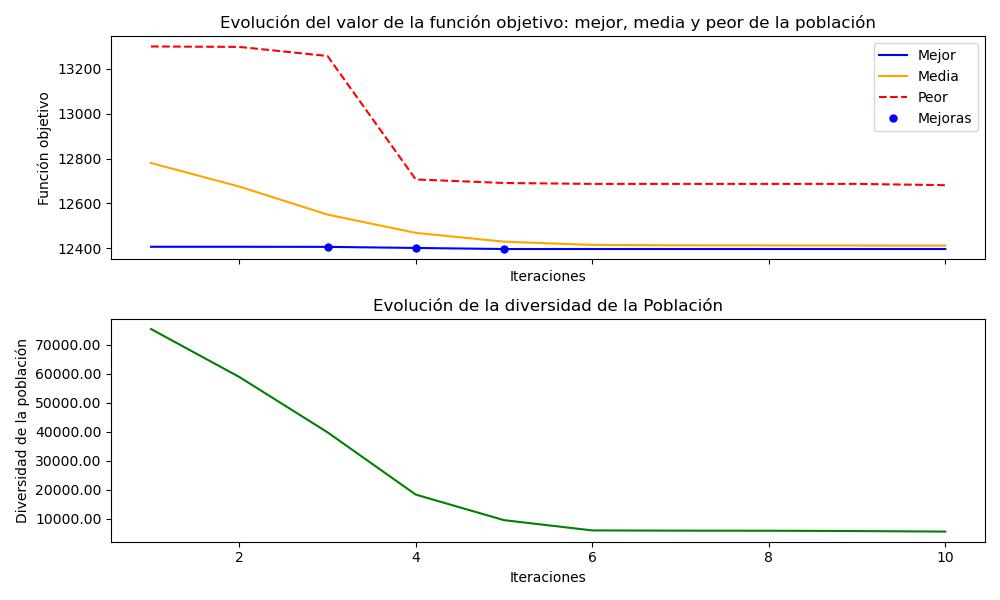 Evolución del valor de la función objetivo: mejor, media y peor de la población
Función objetivo
13200
13000
12800
12600
12400
Mejor
Media
Peor
Mejoras
Iteraciones
Evolución de la diversidad de la Población
Diversidad de la población
70000.00
60000.00
50000.00
40000.00
30000.00
20000.00
10000.00
2
4
6
8
10
Iteraciones